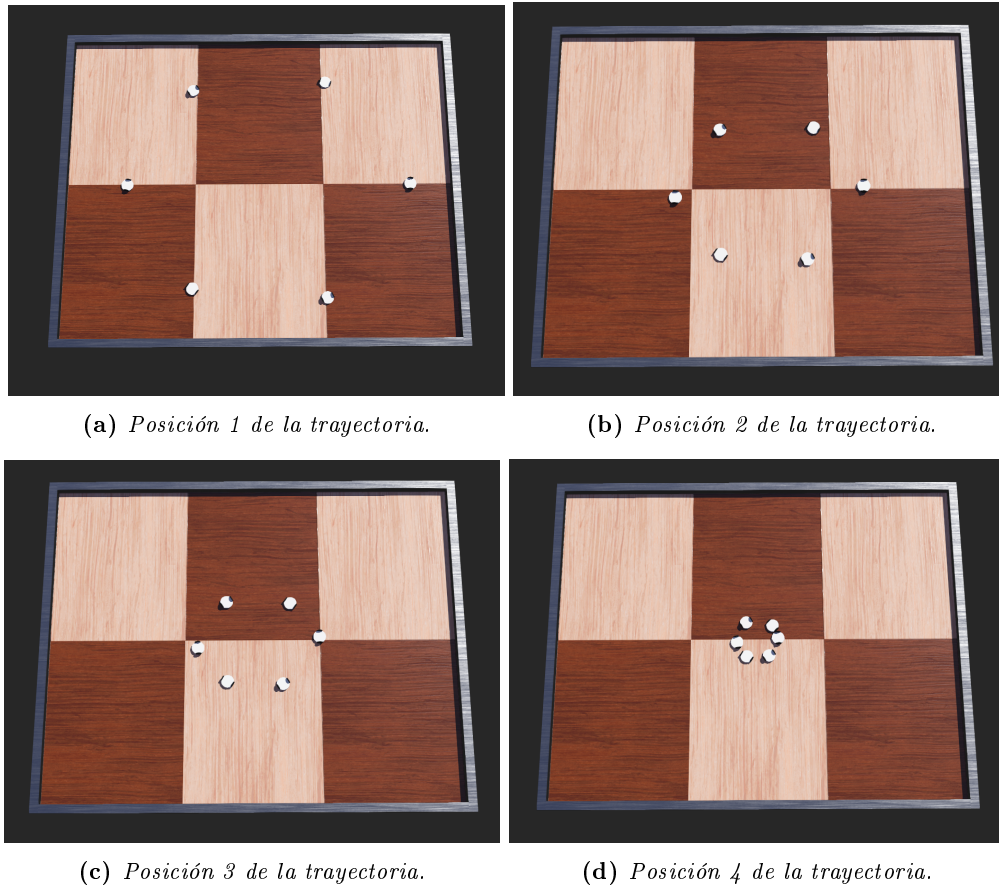 (a) Posición 1 de la trayectoria.
(b) Posición 2 de la trayectoria.
(c) Posición 3 de la trayectoria.
(d) Posición 4 de la trayectoria.